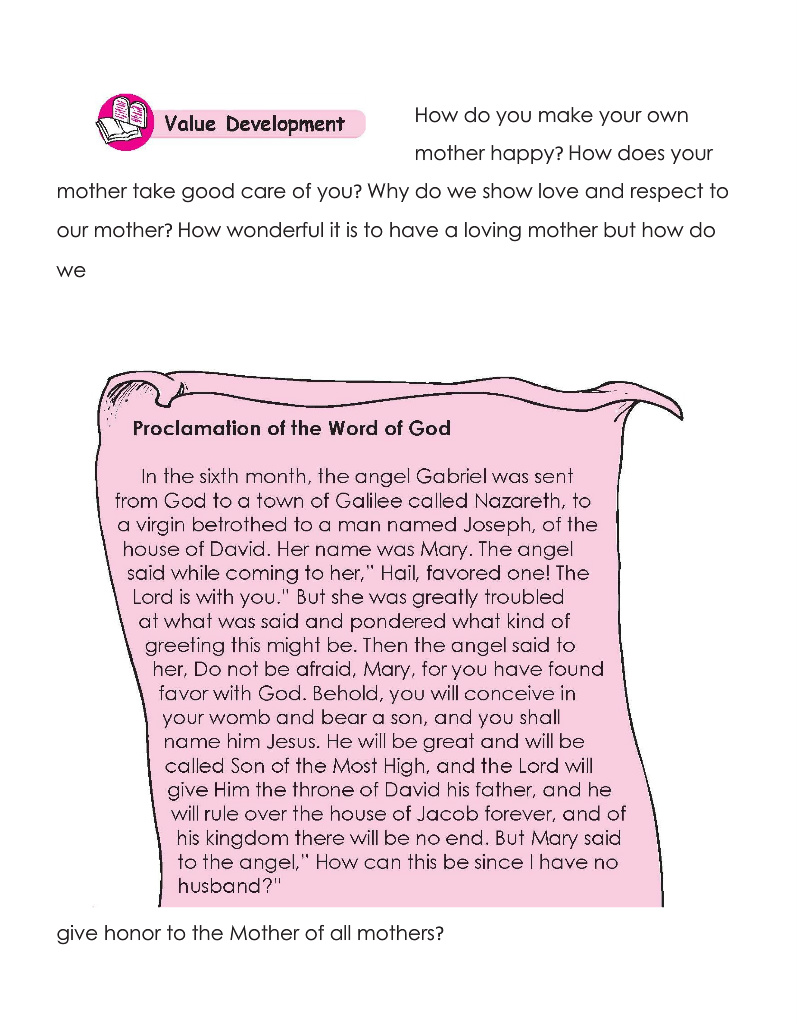 Value Development
How do you make your own
mother happy? How does your
mother take good care of you? Why do we show love and respect to
our mother? How wonderful it is to have a loving mother but how do
we
Proclamation of the Word of God
In the sixth month, the angel Gabriel was sent
from God to a town of Galilee called Nazareth, to
a virgin betrothed to a man named Joseph, of the
house of David. Her name was Mary. The angel
said while coming to her," Hail, favored one! The
Lord is with you." But she was greatly troubled
at what was said and pondered what kind of
greeting this might be. Then the angel said to
her, Do not be afraid, Mary, for you have found
favor with God. Behold, you will conceive in
your womb and bear a son, and you shall
name him Jesus. He will be great and will be
called Son of the Most High, and the Lord will
give Him the throne of David his father, and he
will rule over the house of Jacob forever, and of
his kingdom there will be no end. But Mary said
to the angel," How can this be since I have no
husband?"
give honor to the Mother of all mothers?